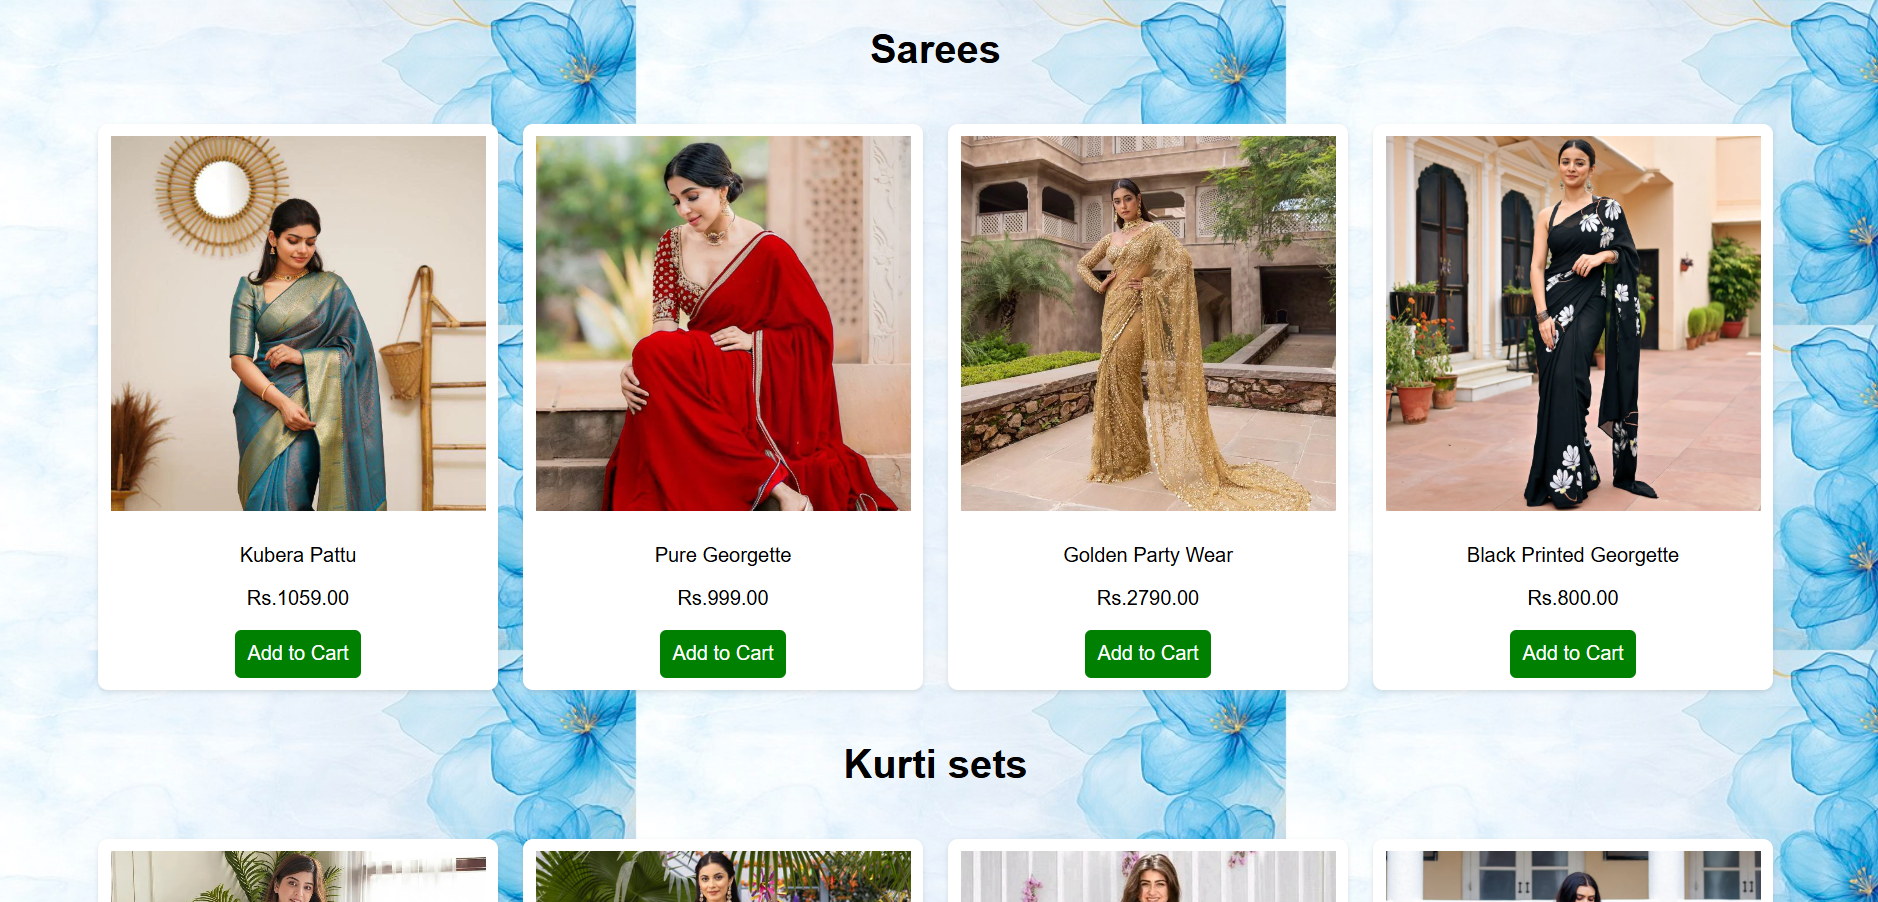 Sarees
Kubera Pattu
Rs.1059.00
Add to Cart
Pure Georgette
Rs.999.00
Add to Cart
Golden Party Wear
Rs.2790.00
Add to Cart
Black Printed Georgette
Rs.800.00
Add to Cart
Kurti sets